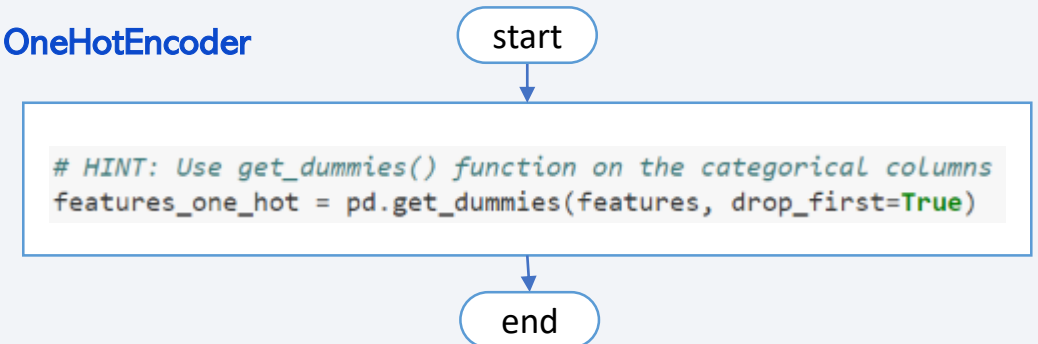 OneHotEncoder
start
# HINT: Use get_dummies() function on the categorical columns
features_one_hot = pd.get_dummies(features, drop_first=True)
end